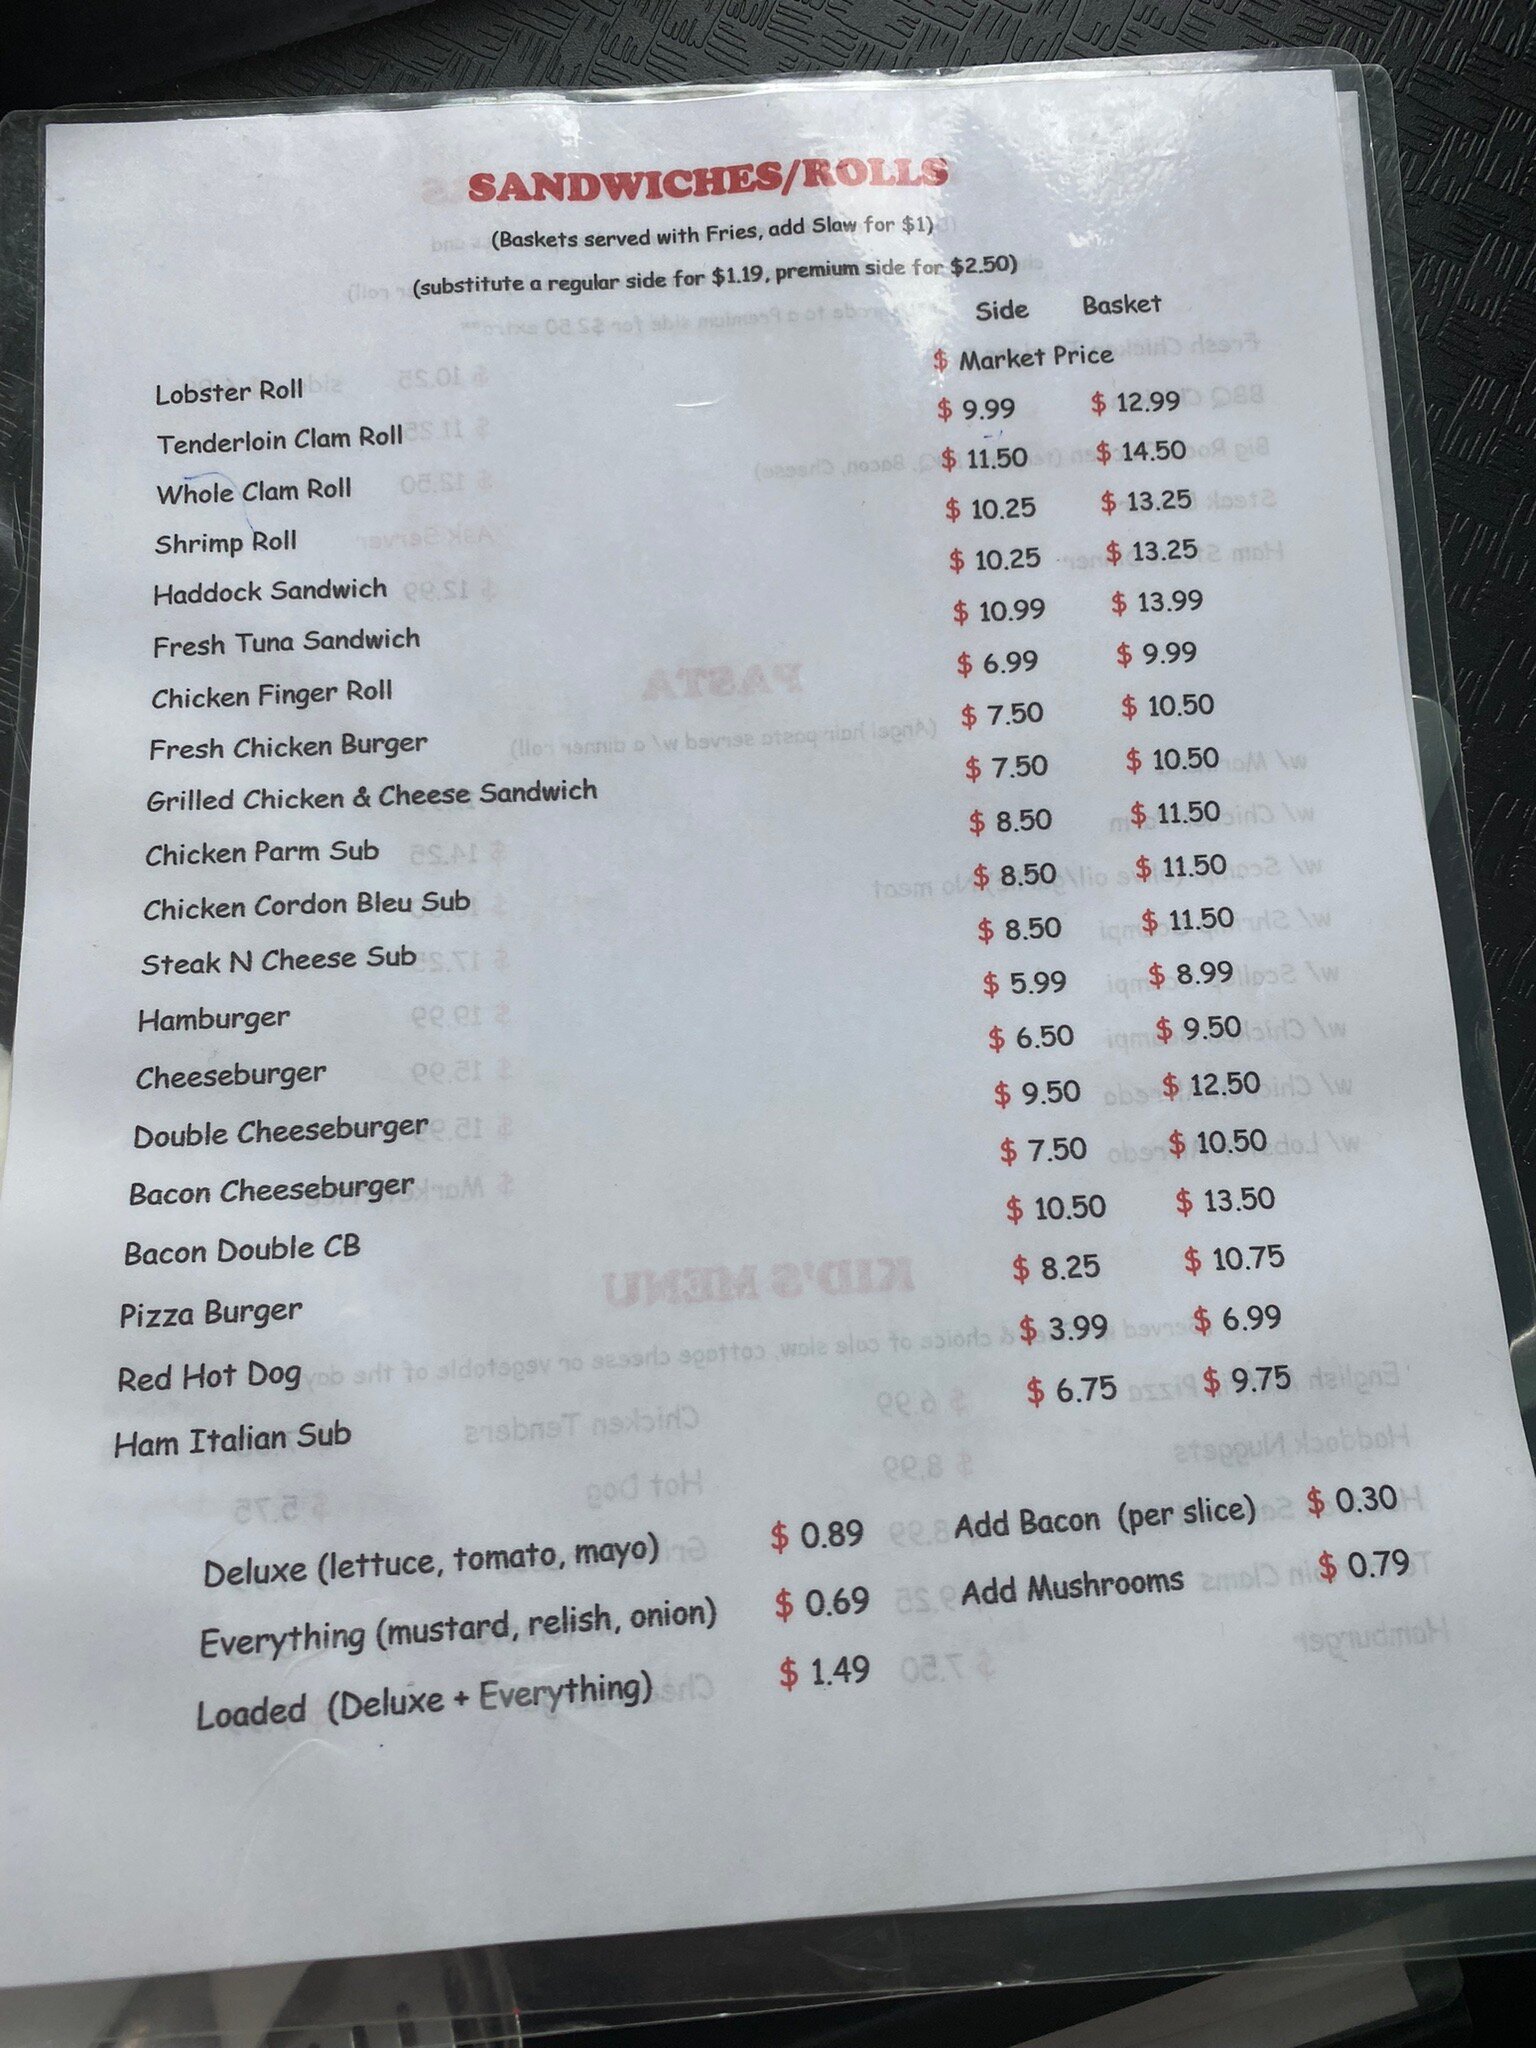 SANDWICHES/ROLLS
(Baskets served with Fries, add Slaw for $1)
(substitute a regular side for $1.19, premium side for $2.50)
Side Basket
Lobster Roll $ Market Price
Tenderloin Clam Roll $ 9.99 $ 12.99
Whole Clam Roll $ 11.50 $ 14.50
Shrimp Roll $ 10.25 $ 13.25
Haddock Sandwich $ 10.25 $ 13.25
Fresh Tuna Sandwich $ 10.99 $ 13.99
Chicken Finger Roll $ 6.99 $ 9.99
Fresh Chicken Burger $ 7.50 $ 10.50
Grilled Chicken & Cheese Sandwich $ 7.50 $ 10.50
Chicken Parm Sub $ 8.50 $ 11.50
Chicken Cordon Bleu Sub $ 8.50 $ 11.50
Steak N Cheese Sub $ 8.50 $ 11.50
Hamburger $ 5.99 $ 8.99
Cheeseburger $ 6.50 $ 9.50
Double Cheeseburger $ 9.50 $ 12.50
Bacon Cheeseburger $ 7.50 $ 10.50
Bacon Double CB $ 10.50 $ 13.50
Pizza Burger $ 8.25 $ 10.75
Red Hot Dog $ 3.99 $ 6.99
Ham Italian Sub $ 6.75 $ 9.75
Deluxe (lettuce, tomato, mayo) $ 0.89 Add Bacon (per slice) $ 0.30
Everything (mustard, relish, onion) $ 0.69 Add Mushrooms $ 0.79
Loaded (Deluxe + Everything) $ 1.49